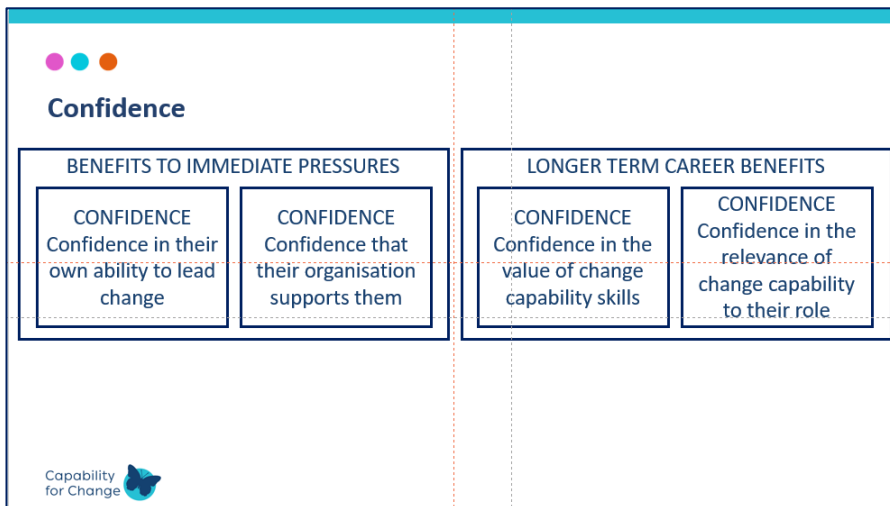 Confidence
BENEFITS TO IMMEDIATE PRESSURES
CONFIDENCE
Confidence in their
own ability to lead
change
CONFIDENCE
Confidence that
their organisation
supports them
LONGER TERM CAREER BENEFITS
CONFIDENCE
Confidence in the
value of change
capability skills
CONFIDENCE
Confidence in the
relevance of
change capability
to their role
Capability
for Change